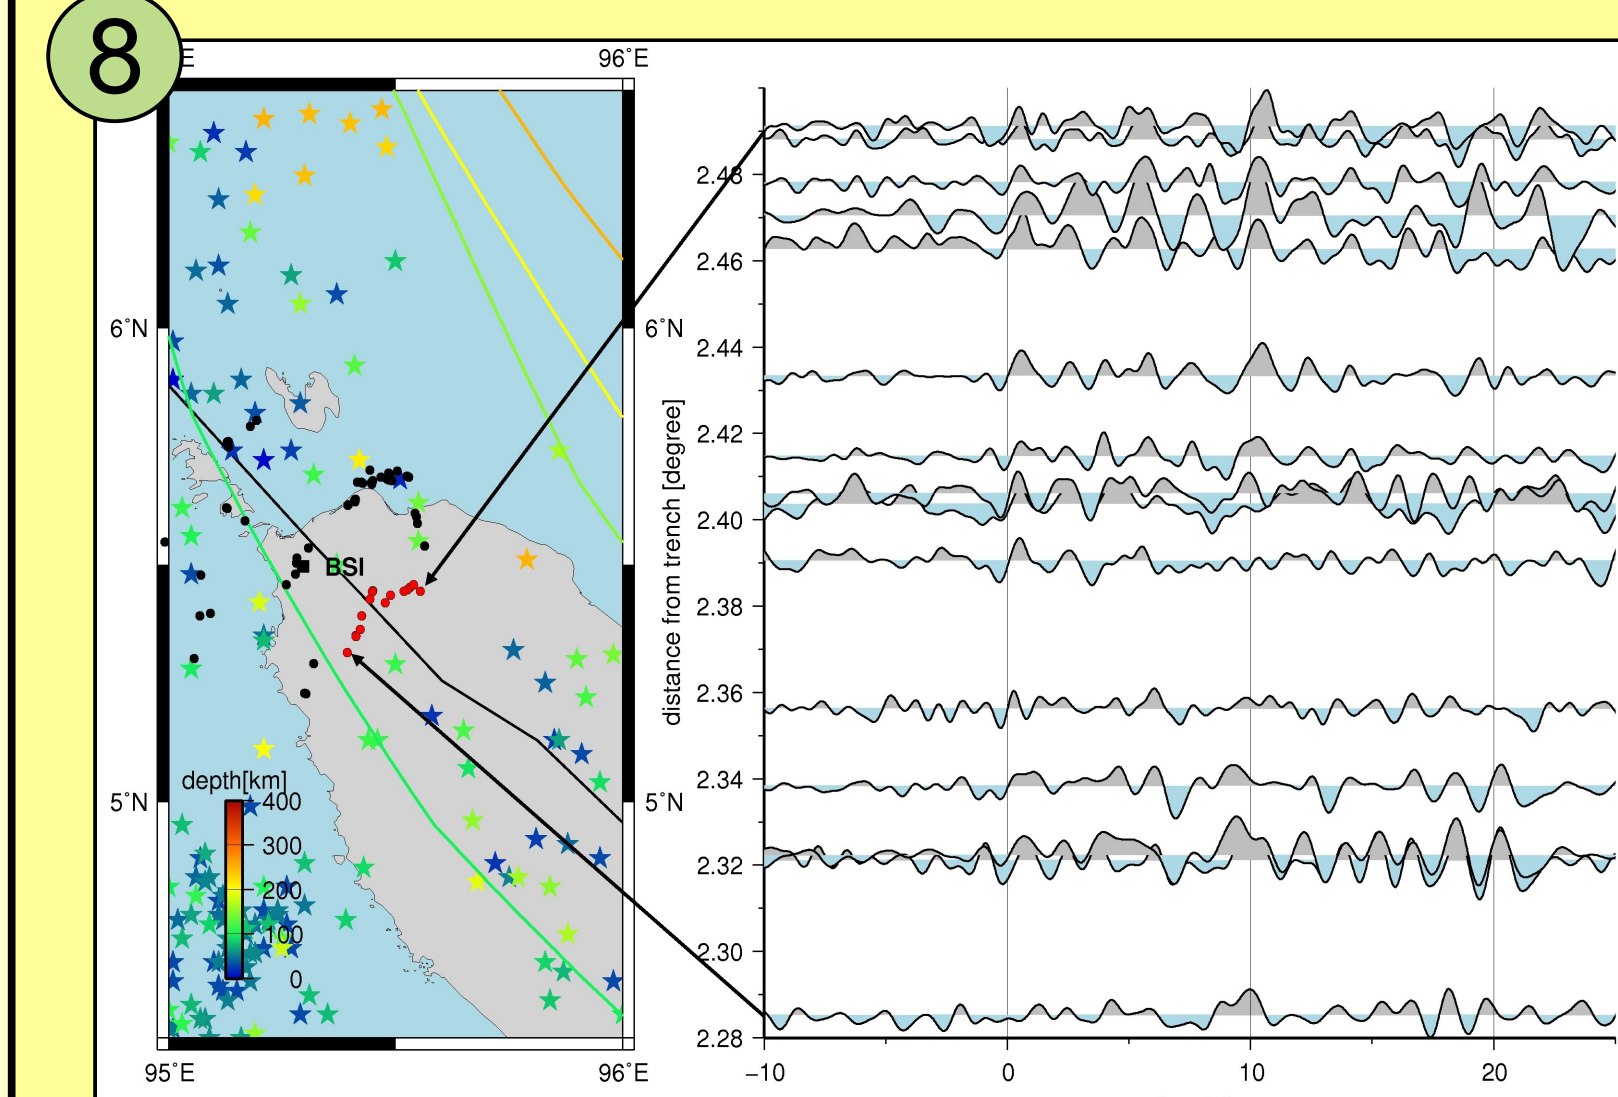 8
E
96˚E
6˚N
6˚N
BSI
5˚N
5˚N
depth[km]
400
300
200
100
0
95˚E
96˚E
distance from trench [degree]
2.48
2.46
2.44
2.42
2.40
2.38
2.36
2.34
2.32
2.30
2.28
−10
0
10
20